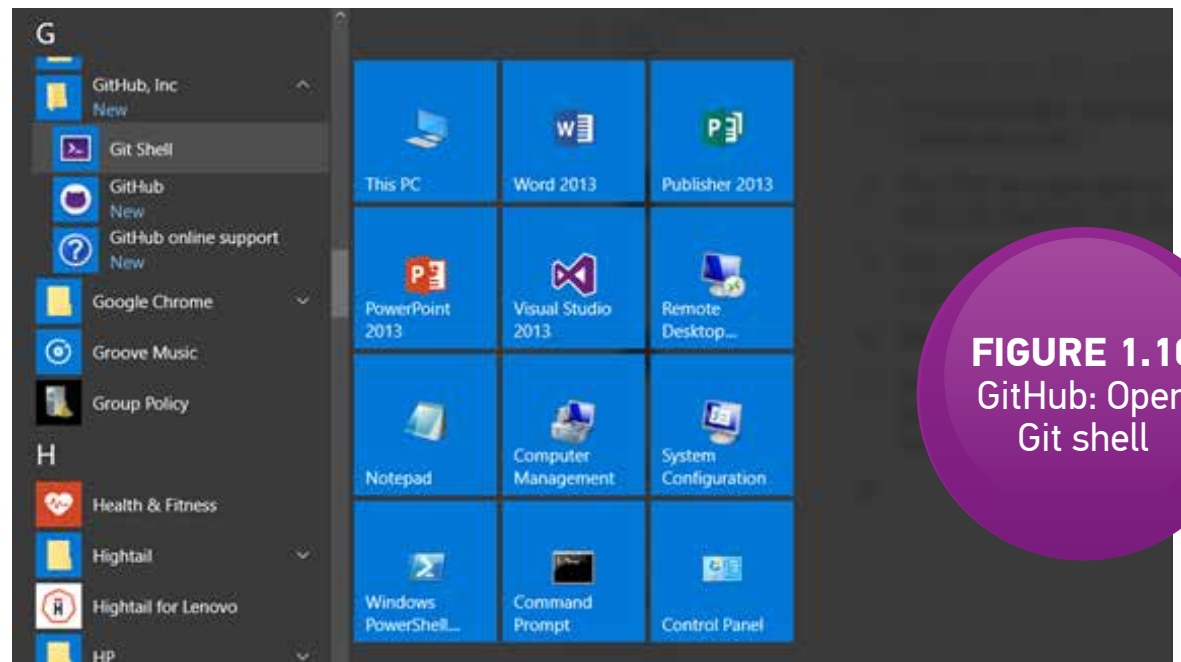 G
GitHub, Inc
New
Git Shell
GitHub
New
GitHub online support
New
Google Chrome
Groove Music
Group Policy
H
Health & Fitness
Hightail
Hightail for Lenovo
HP
This PC
Word 2013
Publisher 2013
PowerPoint
2013
Visual Studio
2013
Remote
Desktop...
Notepad
Computer
Management
System
Configuration
Windows
PowerShell...
Command
Prompt
Control Panel
FIGURE 1.10
GitHub: Open
Git shell